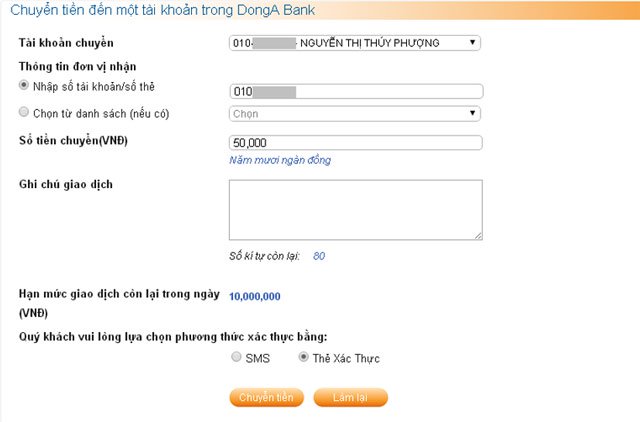 Chuyển tiền đến một tài khoản trong DongA Bank
Tài khoản chuyển 010- - NGUYỄN THỊ THÚY PHƯỢNG
Thông tin đơn vị nhận
Nhập số tài khoản/số thẻ 010
Chọn từ danh sách (nếu có) Chọn
Số tiền chuyển(VNĐ) 50,000
Năm mươi ngàn đồng
Ghi chú giao dịch
Số kí tự còn lại: 80
Hạn mức giao dịch còn lại trong ngày 10,000,000
(VNĐ)
Quý khách vui lòng lựa chọn phương thức xác thực bằng:
SMS Thẻ Xác Thực
Chuyển tiền Làm lại